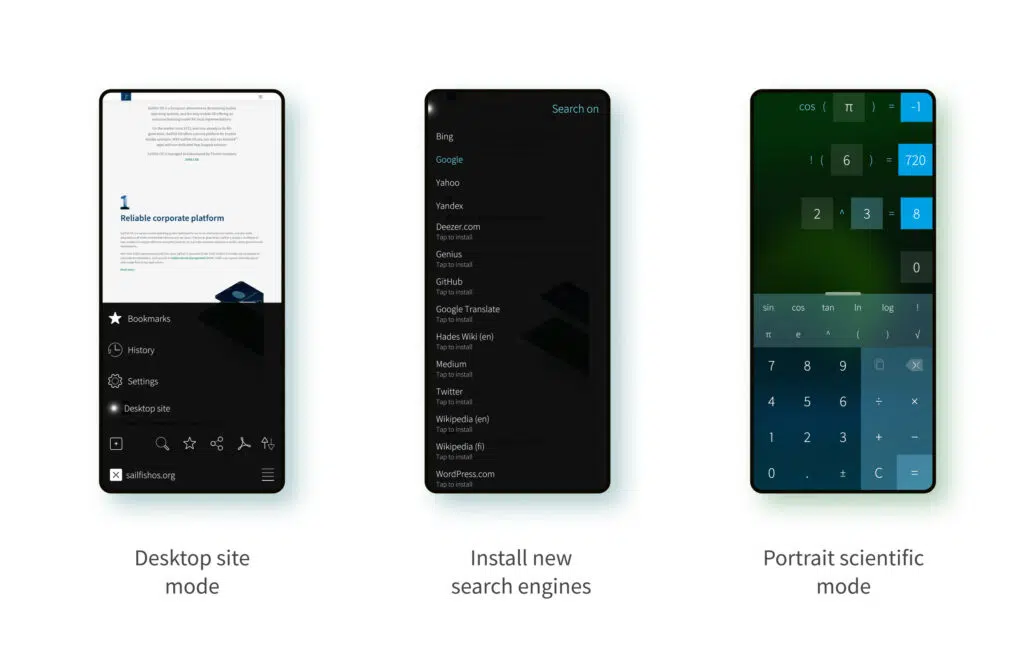 1
Reliable corporate platform
Bookmarks
History
Settings
Desktop site
sailfishos.org
Search on
Bing
Google
Yahoo
Yandex
Deezer.com
Tap to install
Genius
Tap to install
GitHub
Tap to install
Google Translate
Tap to install
Hades Wiki (en)
Tap to install
Medium
Tap to install
Twitter
Tap to install
Wikipedia (en)
Tap to install
Wikipedia (fi)
Tap to install
WordPress.com
Tap to install
cos ( π ) = -1
! ( 6 ) = 720
2 ^ 3 = 8
0
sin cos tan ln log !
π e ^ ( ) √
7 8 9
4 5 6 ÷ ×
1 2 3 + −
0 . ± C =
Desktop site
mode
Install new
search engines
Portrait scientific
mode